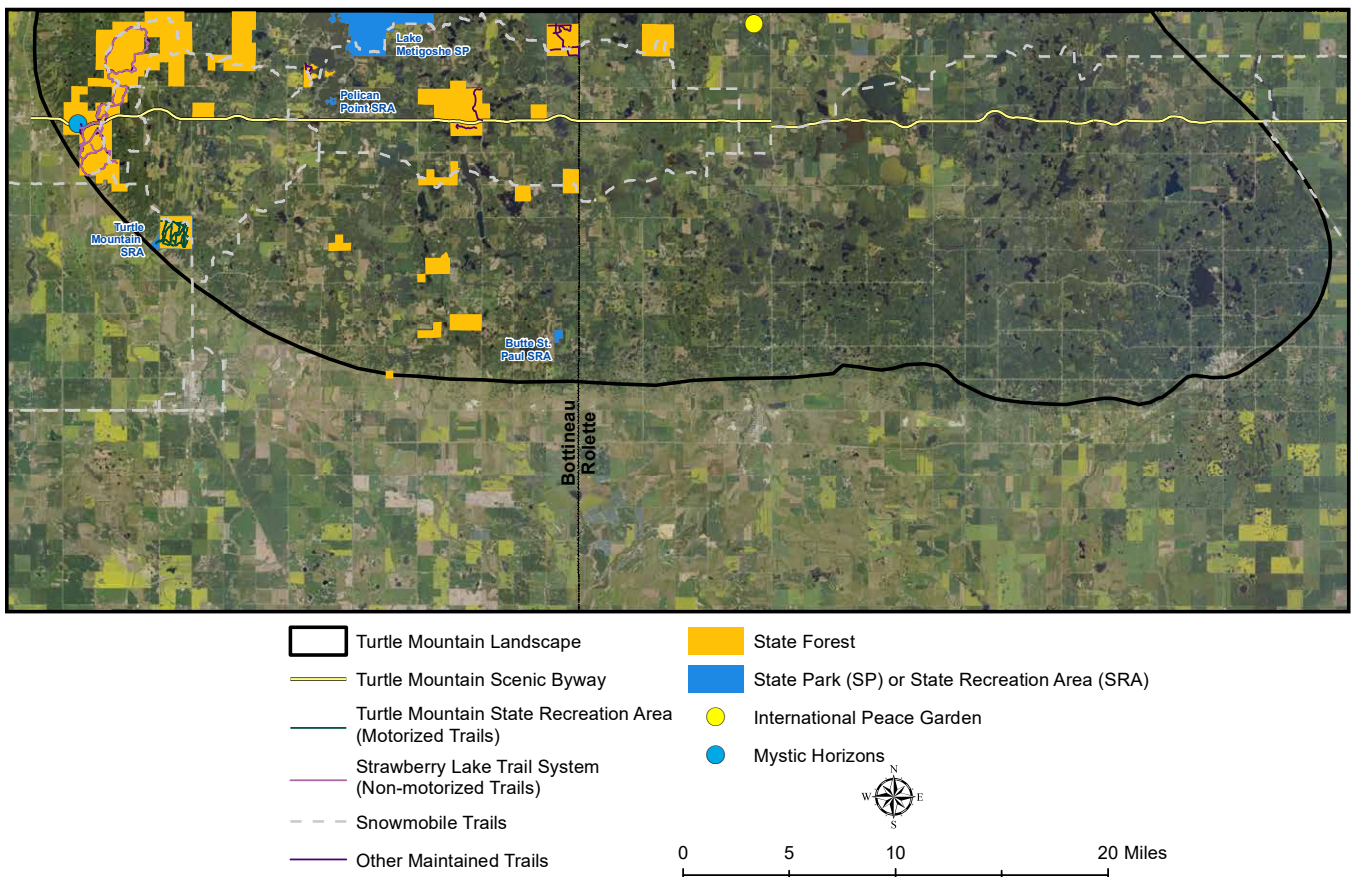 Lake
Metigoshe SP
Pelican
Point SRA
Turtle
Mountain
SRA
Butte St.
Paul SRA
Bottineau
Rolette
Turtle Mountain Landscape
Turtle Mountain Scenic Byway
Turtle Mountain State Recreation Area
(Motorized Trails)
Strawberry Lake Trail System
(Non-motorized Trails)
Snowmobile Trails
Other Maintained Trails
State Forest
State Park (SP) or State Recreation Area (SRA)
International Peace Garden
Mystic Horizons
N
W E
S
0 5 10 20 Miles